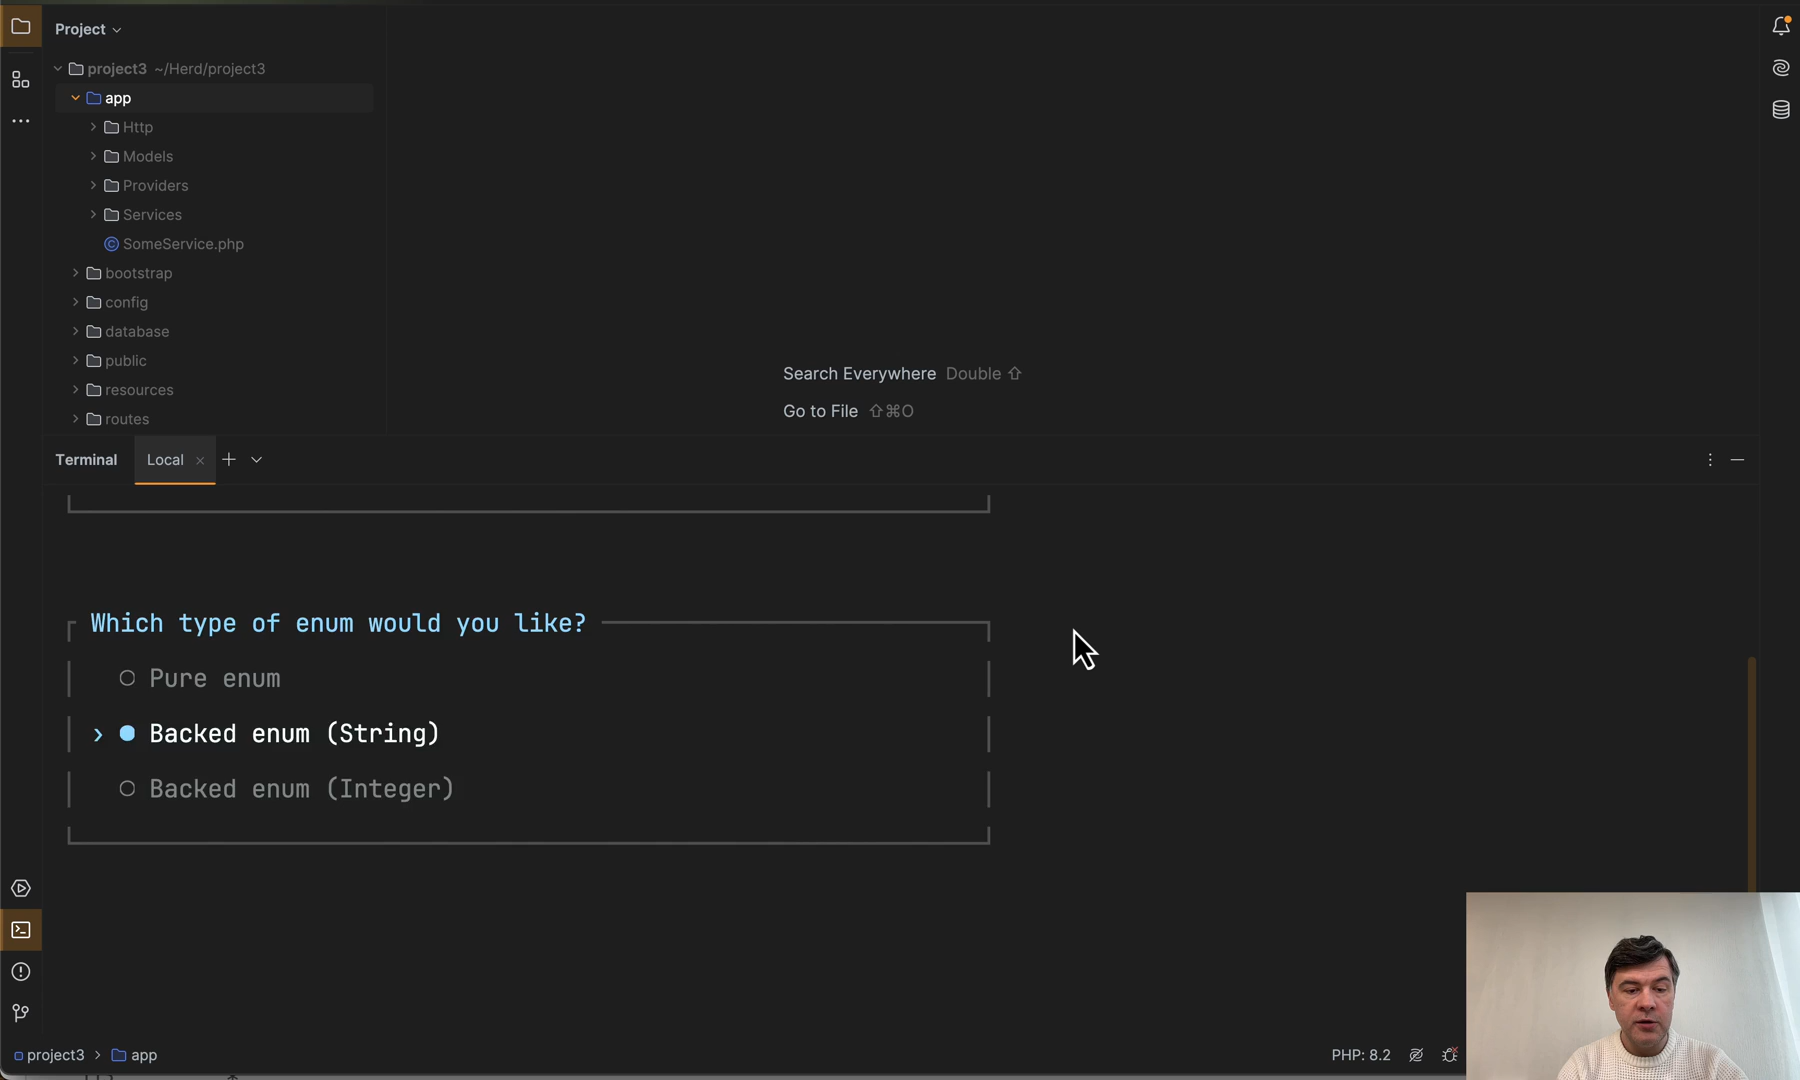 Project
project3 ~/Herd/project3
app
Http
Models
Providers
Services
SomeService.php
bootstrap
config
database
public
resources
routes
Search Everywhere Double ⇧
Go to File ⇧⌘O
Terminal Local
Which type of enum would you like?
Pure enum
› Backed enum (String)
Backed enum (Integer)
project3 › app
PHP: 8.2